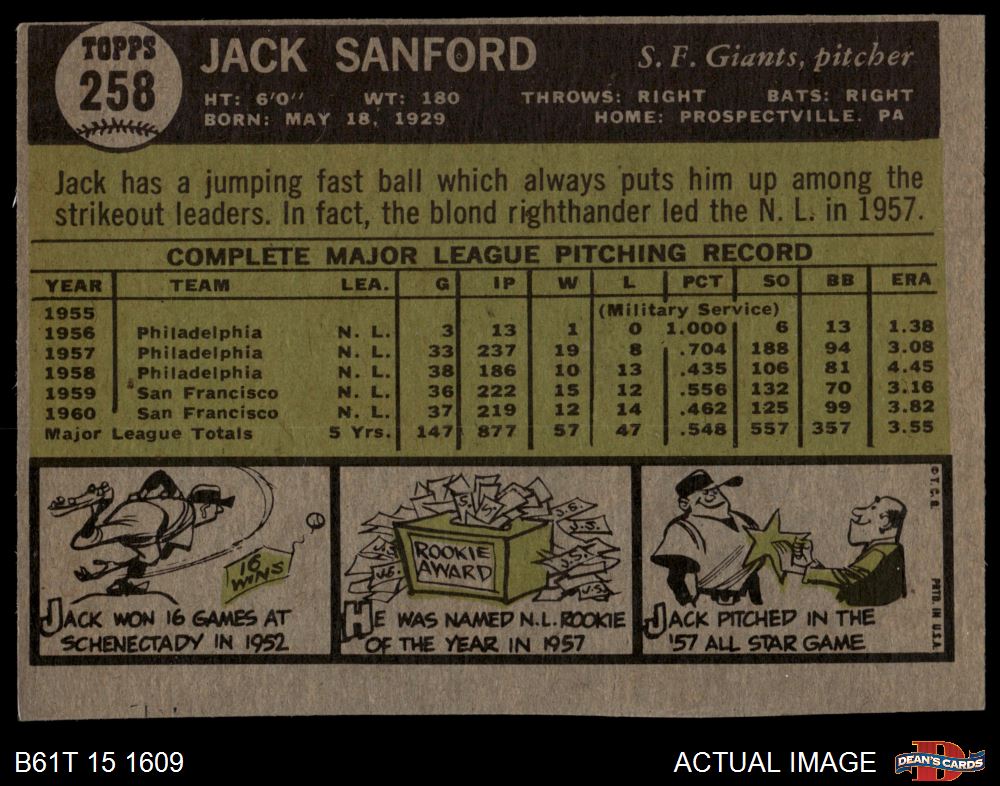 TOPPS
258
JACK SANFORD
S. F. Giants, pitcher
HT: 6'0" WT: 180 THROWS: RIGHT BATS: RIGHT
BORN: MAY 18, 1929 HOME: PROSPECTVILLE. PA
Jack has a jumping fast ball which always puts him up among the
strikeout leaders. In fact, the blond righthander led the N. L. in 1957.
COMPLETE MAJOR LEAGUE PITCHING RECORD
YEAR TEAM LEA. G IP W L PCT SO BB ERA
1955 (Military Service)
1956 Philadelphia N. L. 3 13 1 0 1.000 6 13 1.38
1957 Philadelphia N. L. 33 237 19 8 .704 188 94 3.08
1958 Philadelphia N. L. 38 186 10 13 .435 106 81 4.45
1959 San Francisco N. L. 36 222 15 12 .556 132 70 3.16
1960 San Francisco N. L. 37 219 12 14 .462 125 99 3.82
Major League Totals 5 Yrs. 147 877 57 47 .548 557 357 3.55
16
WINS
JACK WON 16 GAMES AT
SCHENECTADY IN 1952
J.S.
ROOKIE
AWARD
HE WAS NAMED N.L. ROOKIE
OF THE YEAR IN 1957
JACK PITCHED IN THE
'57 ALL STAR GAME
© T. C. G.
PRTD. IN U.S.A.
B61T 15 1609
ACTUAL IMAGE
DEAN'S CARDS